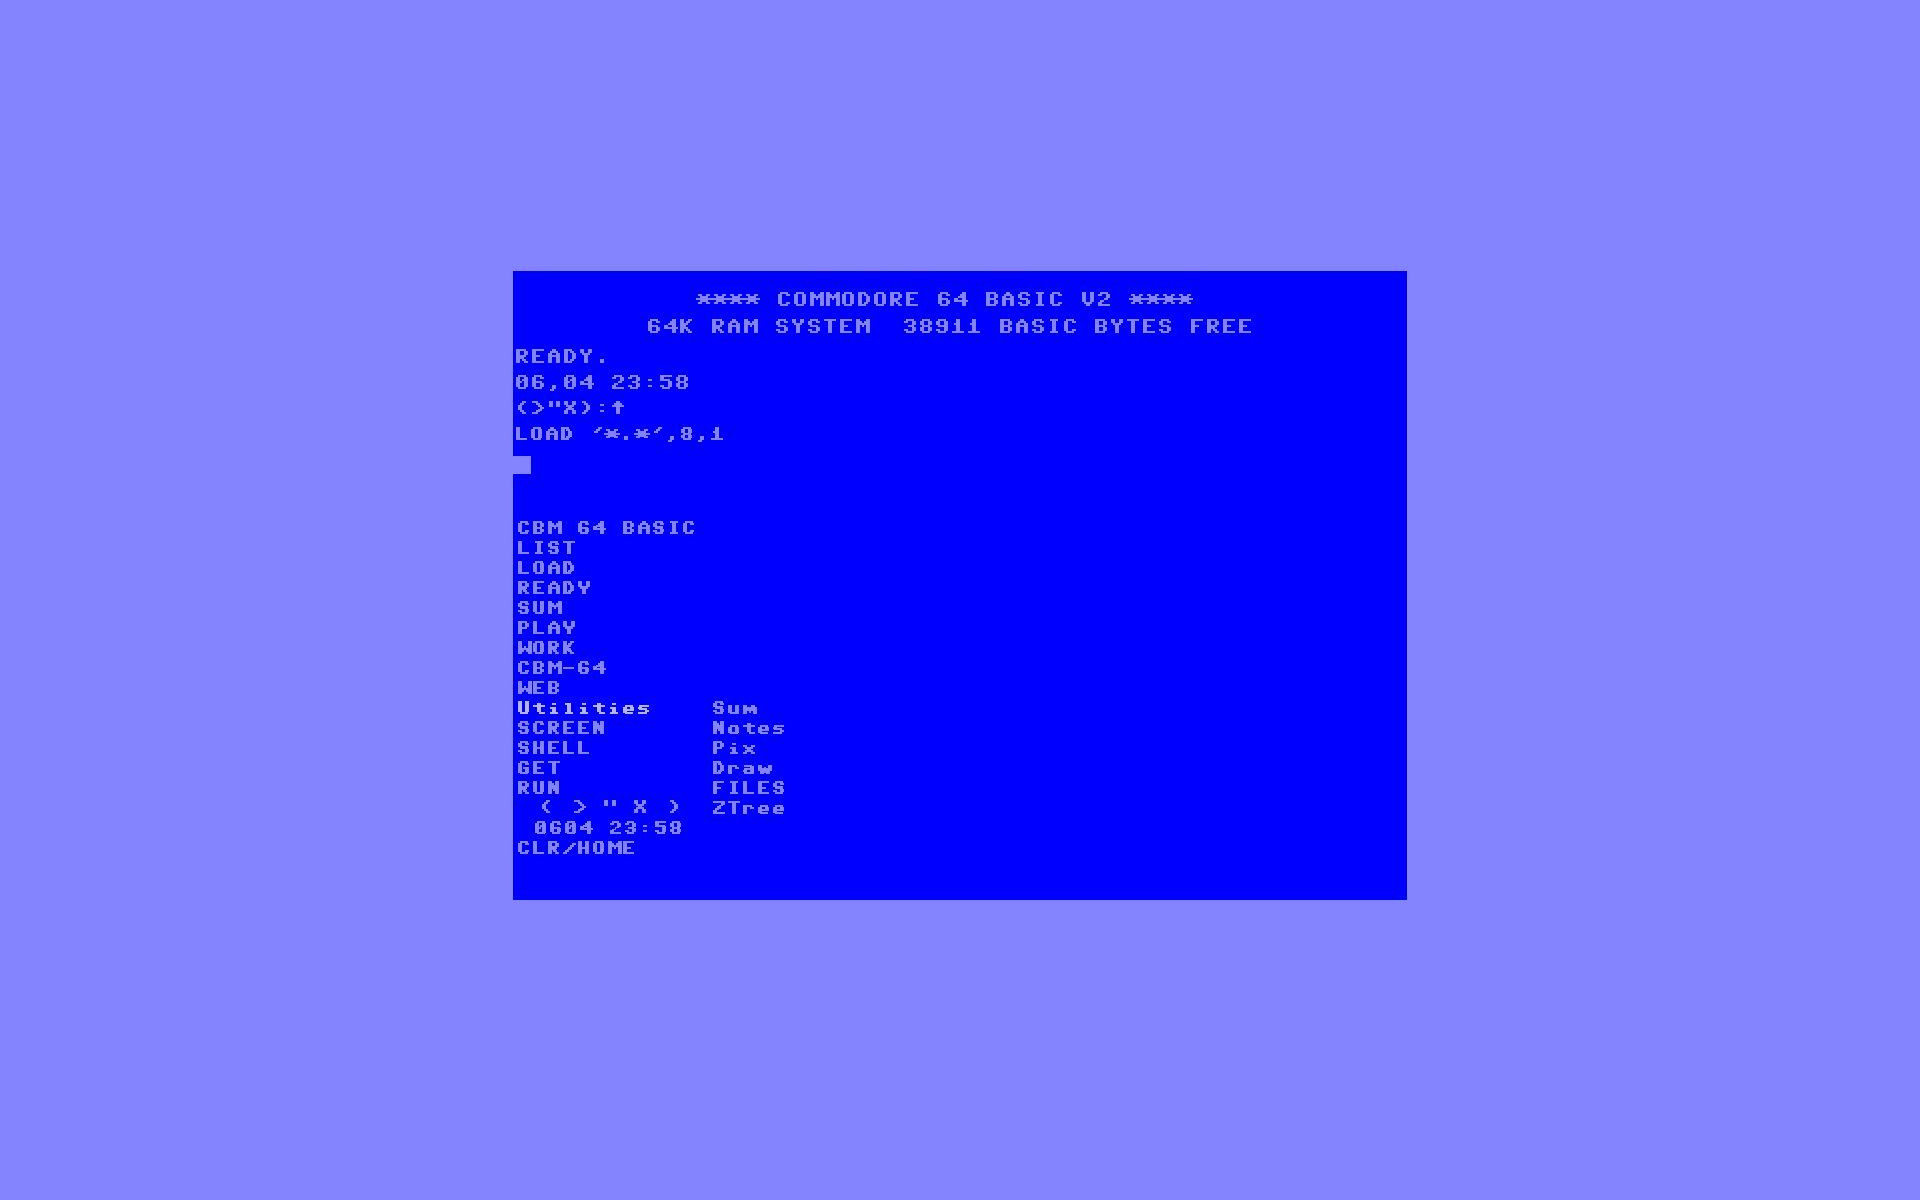 **** COMMODORE 64 BASIC V2 ****
64K RAM SYSTEM  38911 BASIC BYTES FREE
READY.
06,04 23:58
(>"X):↑
LOAD '*.*',8,1
CBM 64 BASIC
LIST
LOAD
READY
SUM
PLAY
WORK
CBM-64
WEB
Utilities
SCREEN
SHELL
GET
RUN
( > " X )
0604 23:58
CLR/HOME
Sum
Notes
Pix
Draw
FILES
ZTree